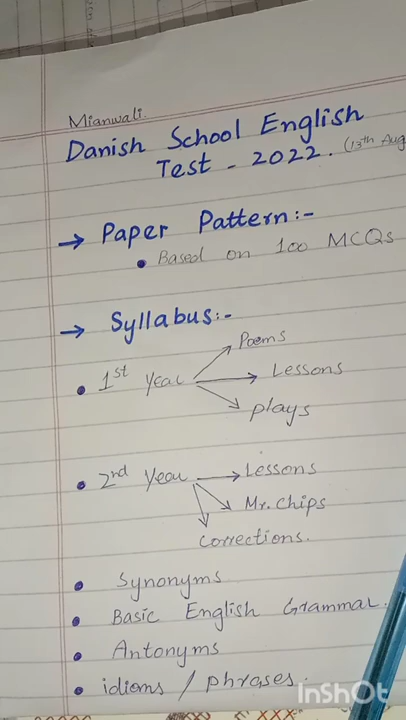 Mianwali.
Danish School English
Test - 2022. (13th Aug
→ Paper Pattern:-
• Based on 100 MCQs
→ Syllabus:-
Poems
• 1st Year → Lessons
plays
• 2nd Year → Lessons
Mr. Chips
Corrections.
• Synonyms
• Basic English Grammar.
• Antonyms
• idioms / phrases.
InShot